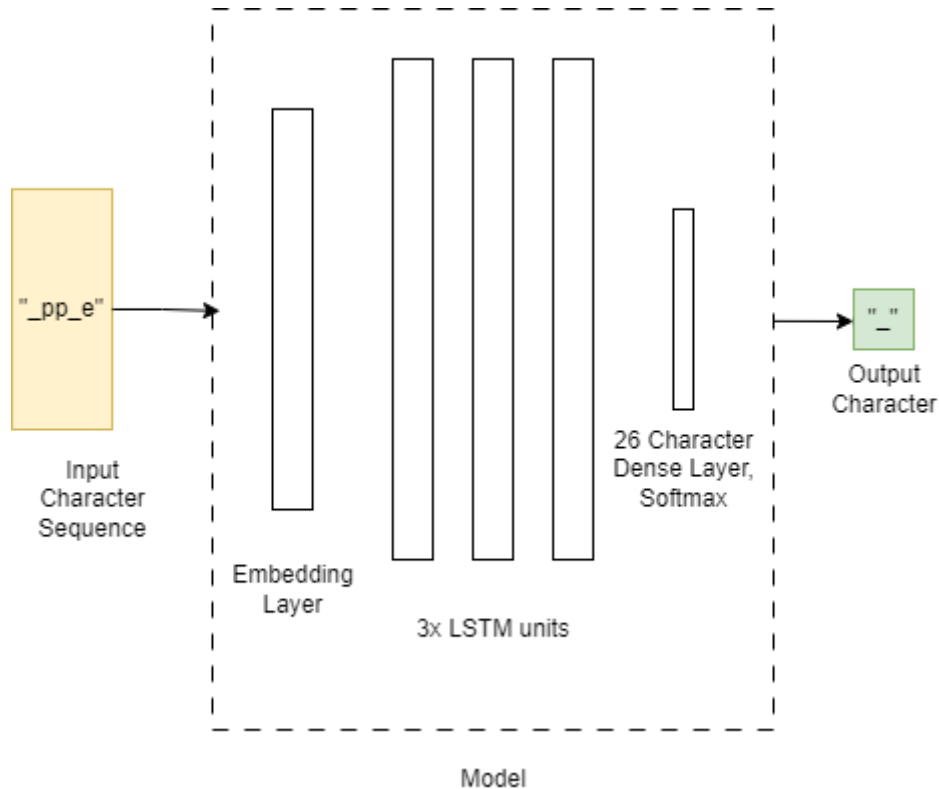 "_pp_e"
Input
Character
Sequence
Embedding
Layer
3x LSTM units
26 Character
Dense Layer,
Softmax
"_"
Output
Character
Model